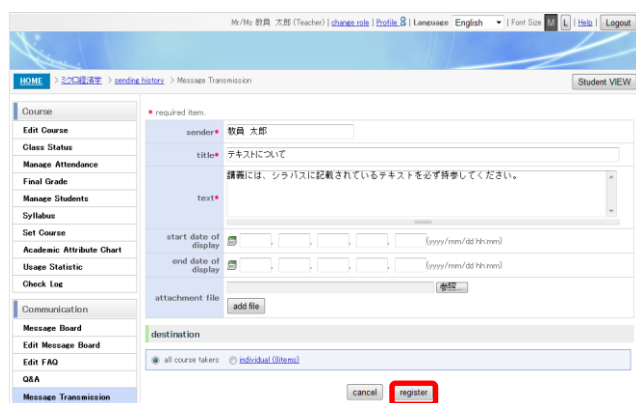 Mr/Ms 教員 太郎 (Teacher) | change role | Profile | Language English | Font Size M L | Help | Logout
HOME > ミクロ経済学 > sending history > Message Transmission
Student VIEW
Course
Edit Course
Class Status
Manage Attendance
Final Grade
Manage Students
Syllabus
Set Course
Academic Attribute Chart
Usage Statistic
Check Log
Communication
Message Board
Edit Message Board
Edit FAQ
Q&A
Message Transmission
* required item.
sender* 教員 太郎
title* テキストについて
text* 講義には、シラバスに記載されているテキストを必ず持参してください。
start date of display (yyyy/mm/dd hh:mm)
end date of display (yyyy/mm/dd hh:mm)
attachment file 参照...
add file
destination
all course takers individual (0items)
cancel register